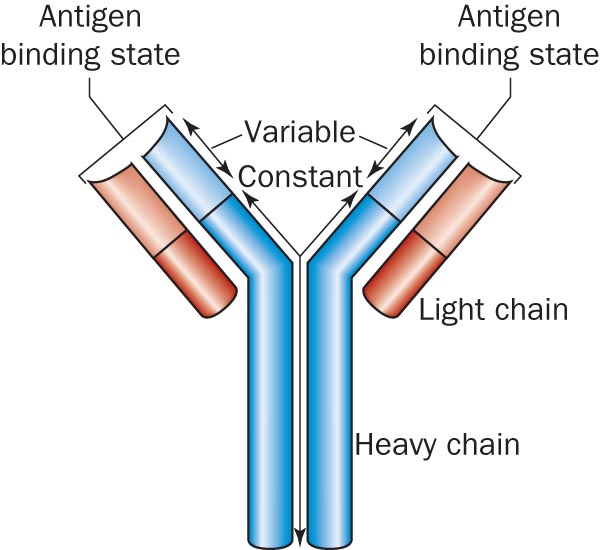 Antigen
binding state
Antigen
binding state
Variable
Constant
Light chain
Heavy chain